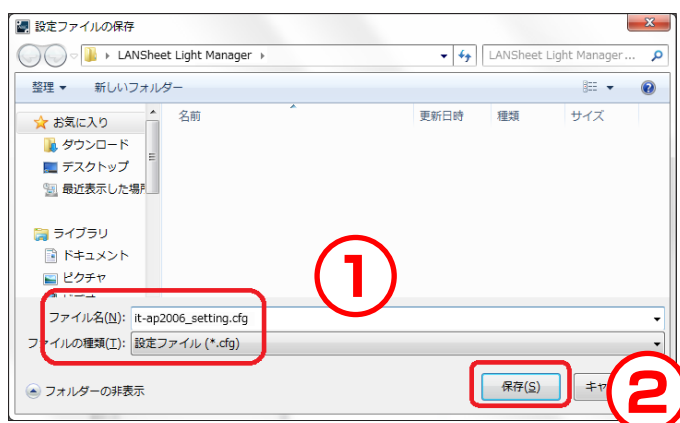 設定ファイルの保存
LANSheet Light Manager
LANSheet Light Manager...
整理 新しいフォルダー
名前 更新日時 種類 サイズ
お気に入り
ダウンロード
デスクトップ
最近表示した場所
ライブラリ
ドキュメント
ピクチャ
①
ファイル名(N): it-ap2006_setting.cfg
ファイルの種類(T): 設定ファイル (*.cfg)
フォルダーの非表示
保存(S)
キャ
②